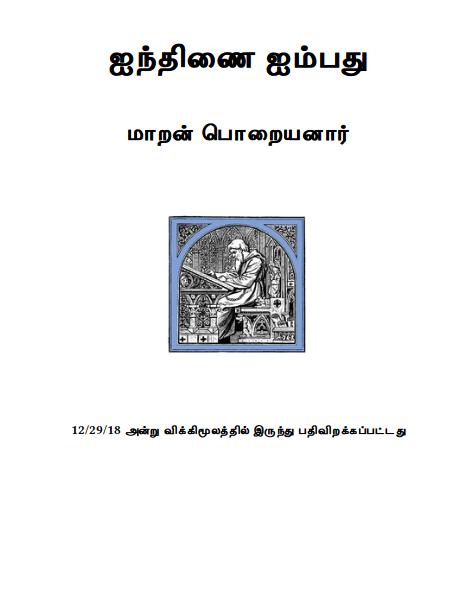 ஐந்திணை ஐம்பது
மாறன் பொறையனார்
12/29/18 அன்று விக்கிமூலத்தில் இருந்து பதிவிறக்கப்பட்டது